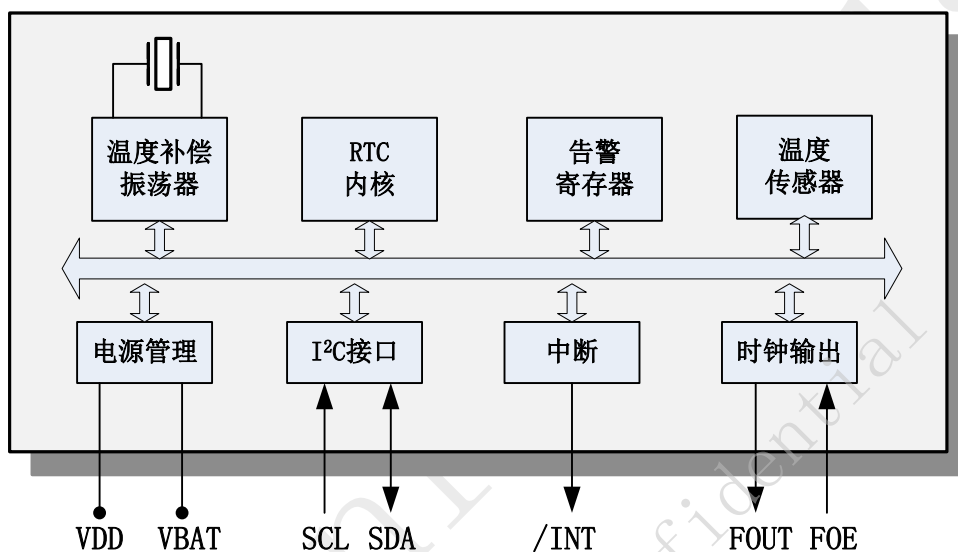 温度补偿
振荡器
RTC
内核
告警
寄存器
温度
传感器
电源管理
I²C接口
中断
时钟输出
VDD
VBAT
SCL
SDA
/INT
FOUT
FOE